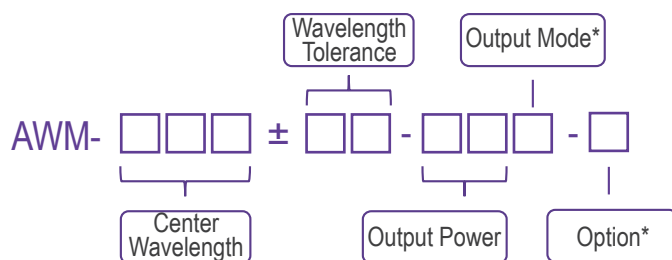 Wavelength
Tolerance
Output Mode*
AWM- □□□ ± □□ - □□□ - □
Center
Wavelength
Output Power
Option*